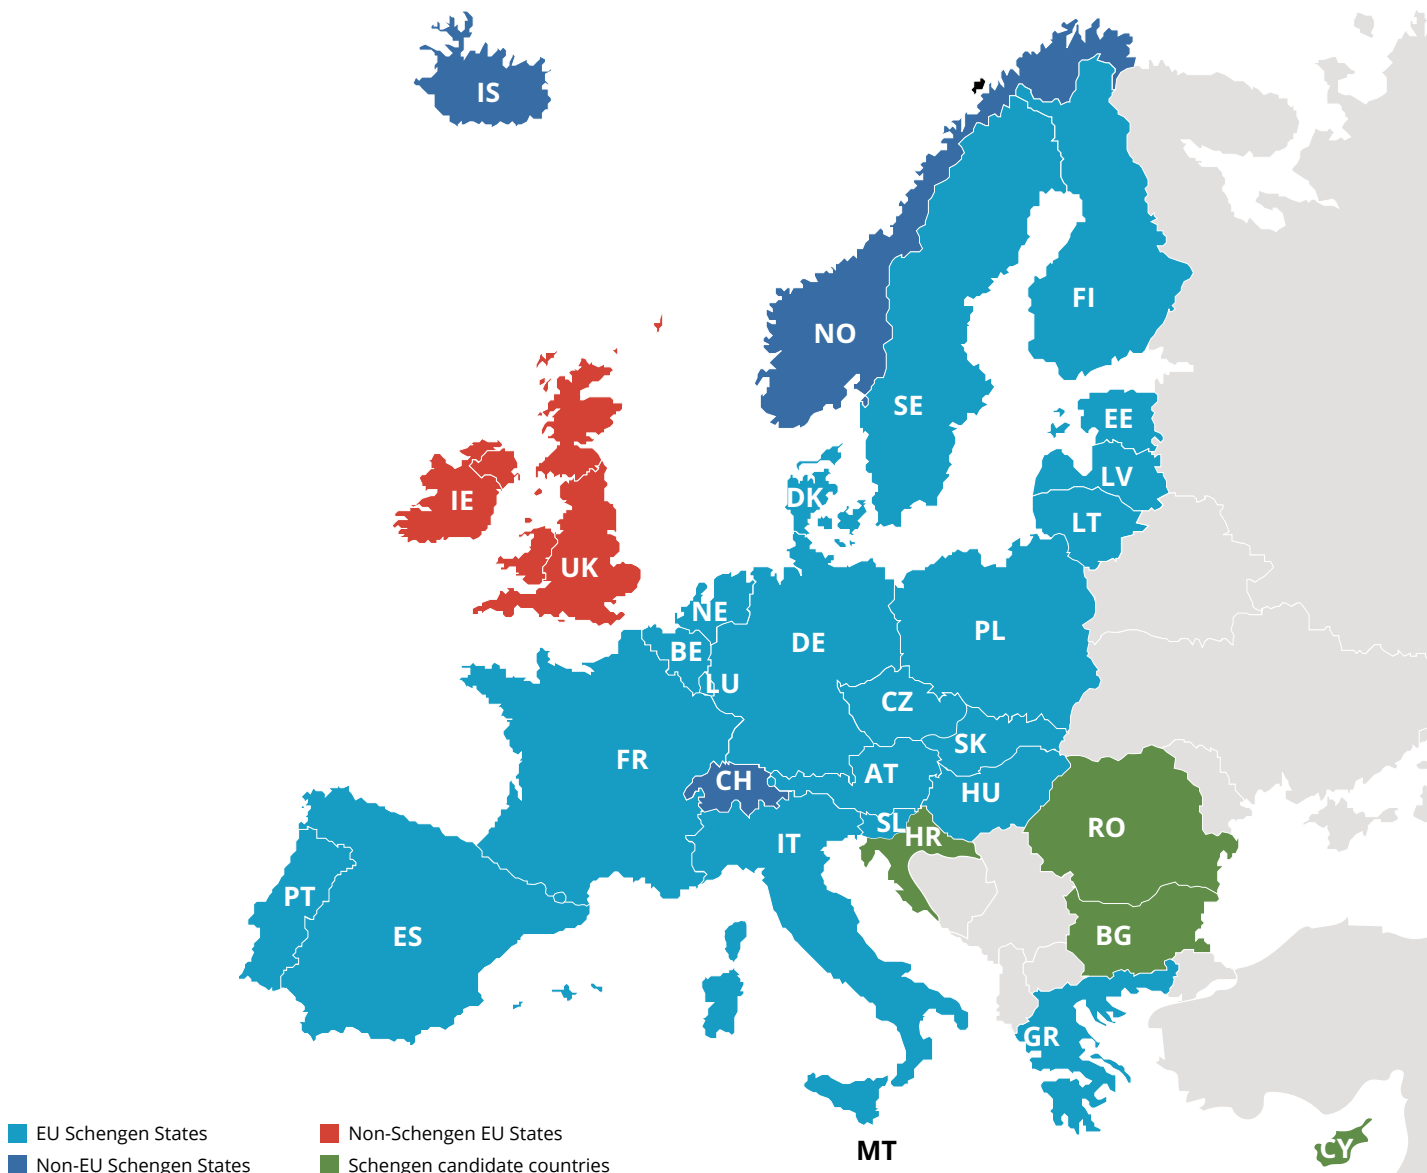 IS
FI
NO
SE
EE
LV
DK
IE
LT
UK
NE
PL
DE
BE
LU
CZ
SK
FR
AT
CH
HU
SL
RO
HR
IT
PT
BG
ES
GR
EU Schengen States
Non-Schengen EU States
MT
CY
Non-EU Schengen States
Schengen candidate countries